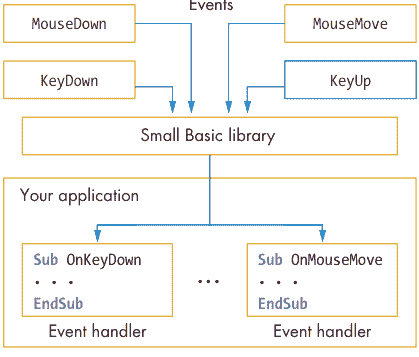 Events
MouseDown
MouseMove
KeyDown
KeyUp
Small Basic library
Your application
Sub OnKeyDown
. . .
EndSub
...
Sub OnMouseMove
. . .
EndSub
Event handler
Event handler